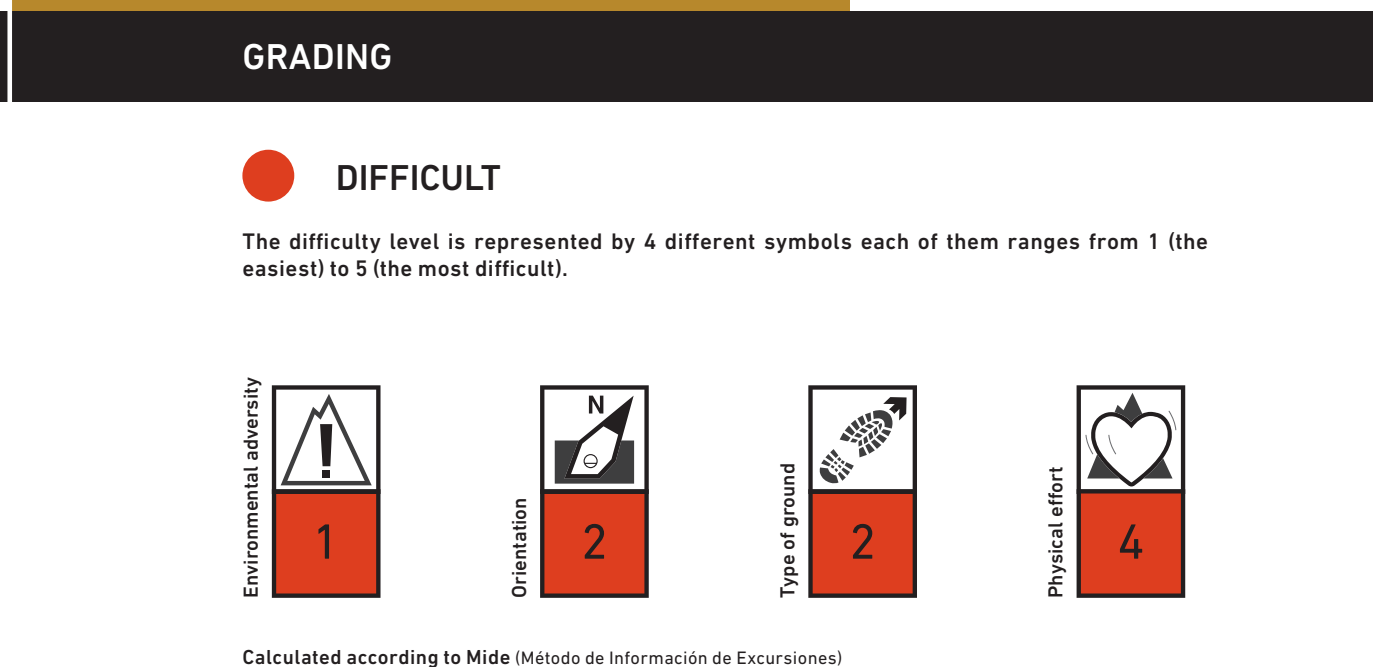 GRADING
DIFFICULT
The difficulty level is represented by 4 different symbols each of them ranges from 1 (the
easiest) to 5 (the most difficult).
Environmental adversity
1
Orientation
N
2
Type of ground
2
Physical effort
4
Calculated according to Mide (Método de Información de Excursiones)